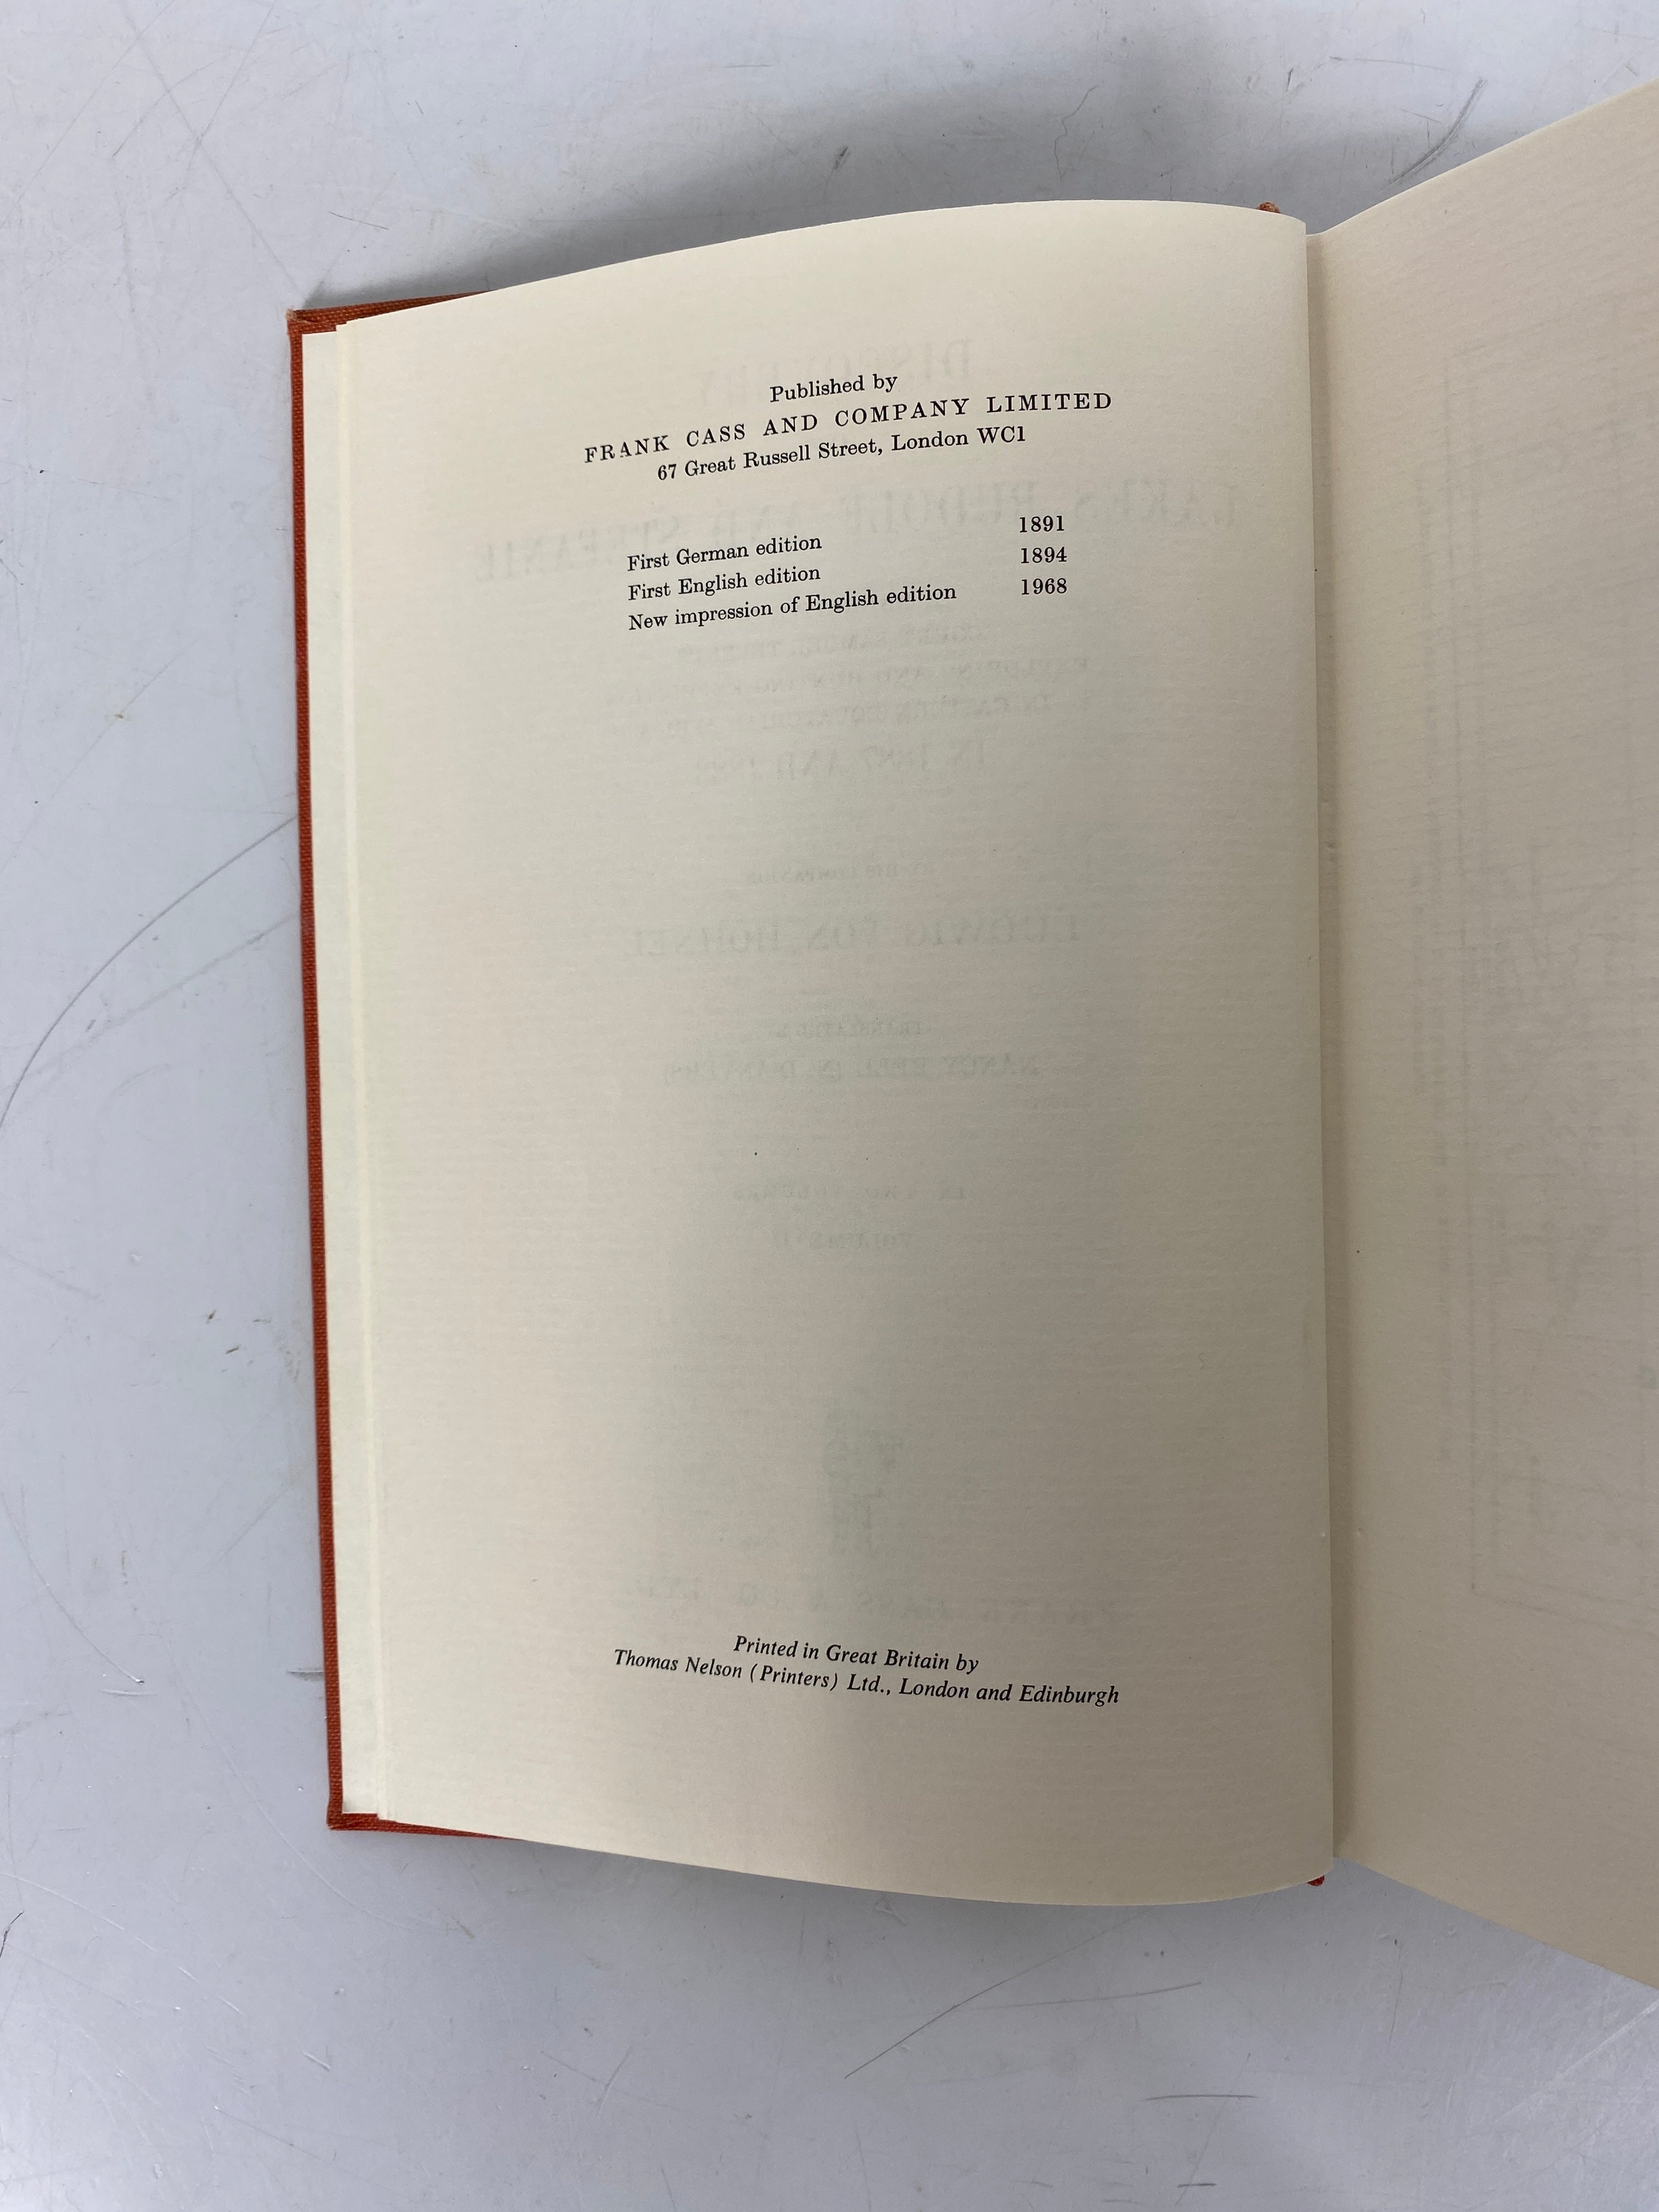 Published by
FRANK CASS AND COMPANY LIMITED
67 Great Russell Street, London WC1
First German edition 1891
First English edition 1894
New impression of English edition 1968
Printed in Great Britain by
Thomas Nelson (Printers) Ltd., London and Edinburgh